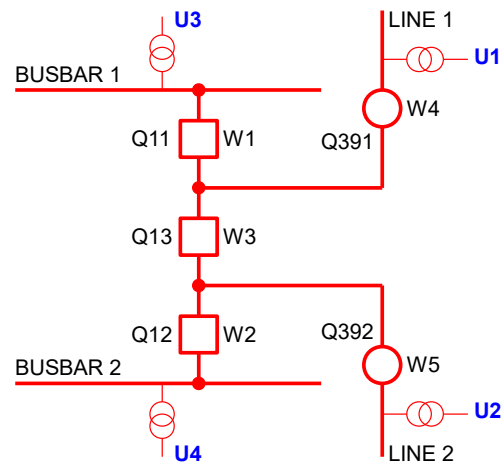 U3
LINE 1
U1
BUSBAR 1
W4
Q11 W1
Q391
Q13 W3
Q12 W2
Q392
BUSBAR 2
W5
U2
U4
LINE 2